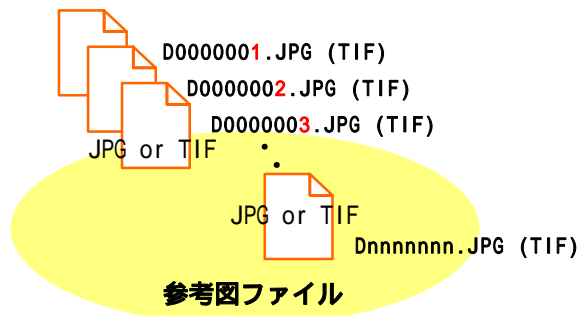 D0000001.JPG (TIF)
D0000002.JPG (TIF)
D0000003.JPG (TIF)
JPG or TIF
JPG or TIF
Dnnnnnnn.JPG (TIF)
参考図ファイル